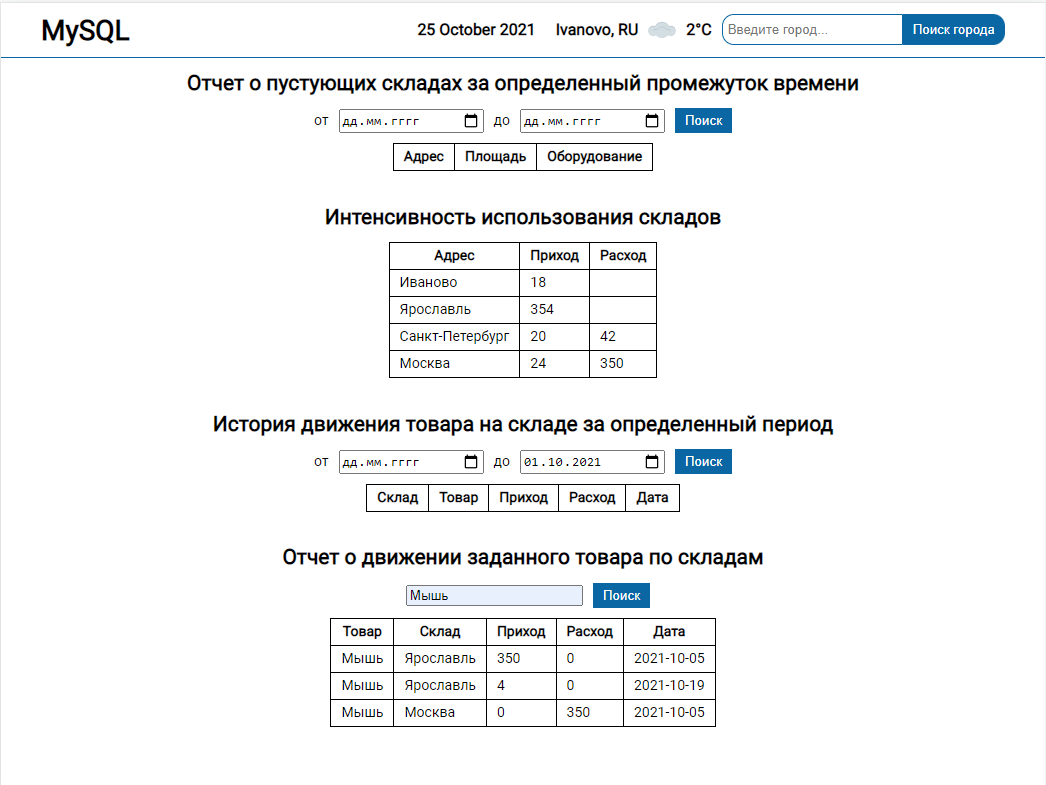 MySQL 25 October 2021 Ivanovo, RU 2°C Введите город... Поиск города
Отчет о пустующих складах за определенный промежуток времени
от дд.мм.гггг до дд.мм.гггг Поиск
Адрес Площадь Оборудование
Интенсивность использования складов
Адрес Приход Расход
Иваново 18
Ярославль 354
Санкт-Петербург 20 42
Москва 24 350
История движения товара на складе за определенный период
от дд.мм.гггг до 01.10.2021 Поиск
Склад Товар Приход Расход Дата
Отчет о движении заданного товара по складам
Мышь Поиск
Товар Склад Приход Расход Дата
Мышь Ярославль 350 0 2021-10-05
Мышь Ярославль 4 0 2021-10-19
Мышь Москва 0 350 2021-10-05